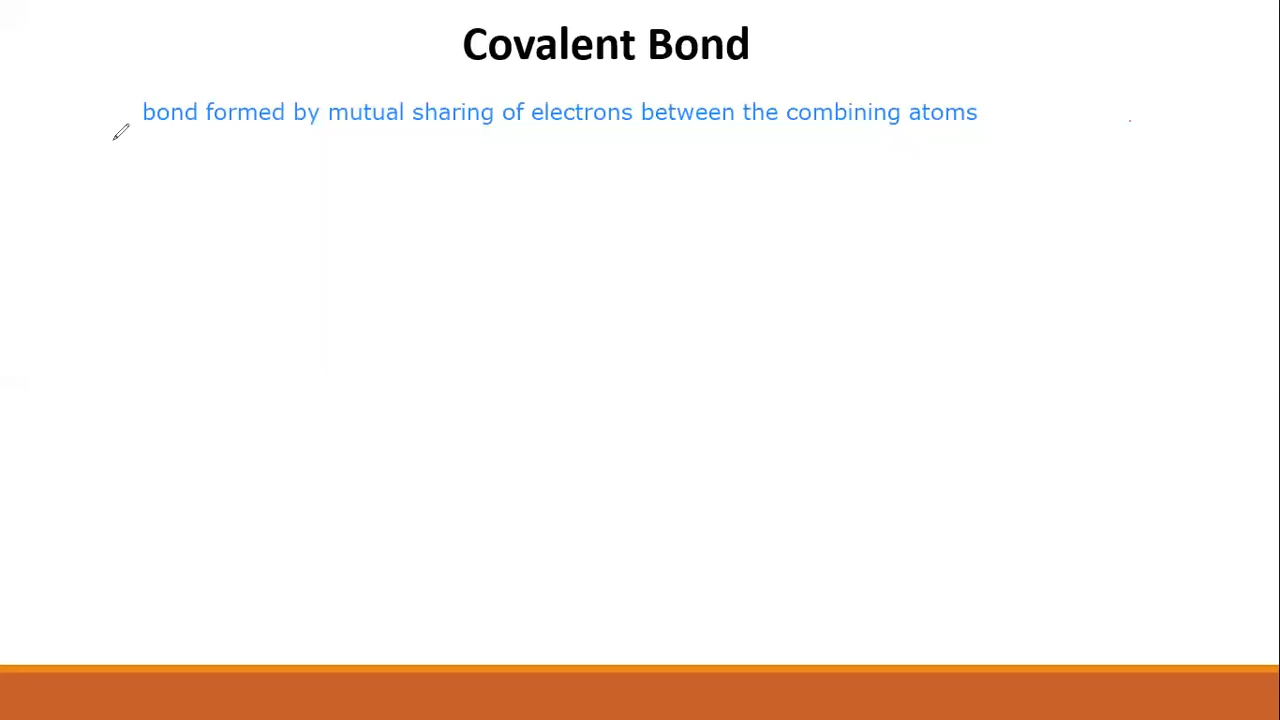 Covalent Bond
bond formed by mutual sharing of electrons between the combining atoms